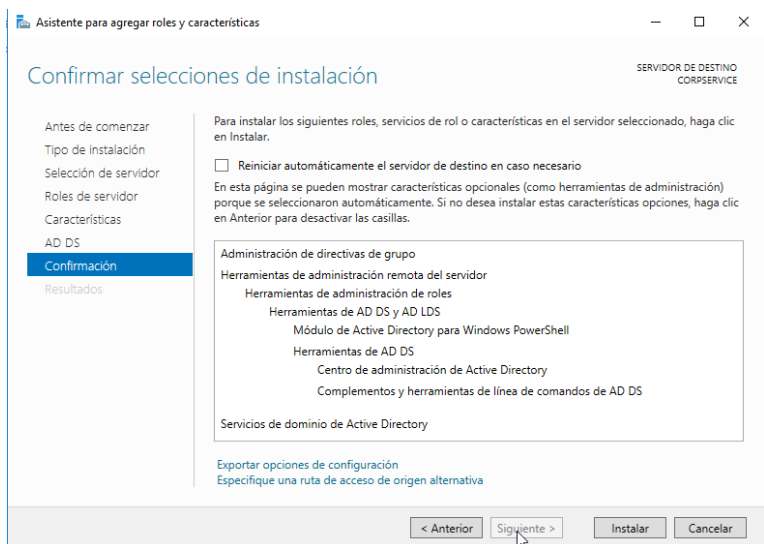 Asistente para agregar roles y características
Confirmar selecciones de instalación
SERVIDOR DE DESTINO
CORPSERVICE
Antes de comenzar
Tipo de instalación
Selección de servidor
Roles de servidor
Características
AD DS
Confirmación
Resultados
Para instalar los siguientes roles, servicios de rol o características en el servidor seleccionado, haga clic
en Instalar.
Reiniciar automáticamente el servidor de destino en caso necesario
En esta página se pueden mostrar características opcionales (como herramientas de administración)
porque se seleccionaron automáticamente. Si no desea instalar estas características opciones, haga clic
en Anterior para desactivar las casillas.
Administración de directivas de grupo
Herramientas de administración remota del servidor
Herramientas de administración de roles
Herramientas de AD DS y AD LDS
Módulo de Active Directory para Windows PowerShell
Herramientas de AD DS
Centro de administración de Active Directory
Complementos y herramientas de línea de comandos de AD DS
Servicios de dominio de Active Directory
Exportar opciones de configuración
Especifique una ruta de acceso de origen alternativa
< Anterior
Siguiente >
Instalar
Cancelar